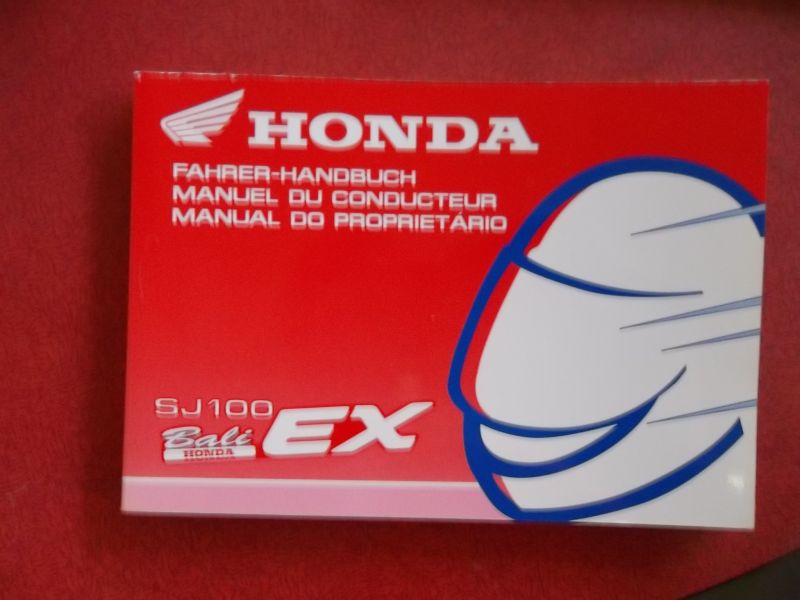 HONDA
FAHRER-HANDBUCH
MANUEL DU CONDUCTEUR
MANUAL DO PROPRIETÁRIO
SJ100
Bali EX
HONDA